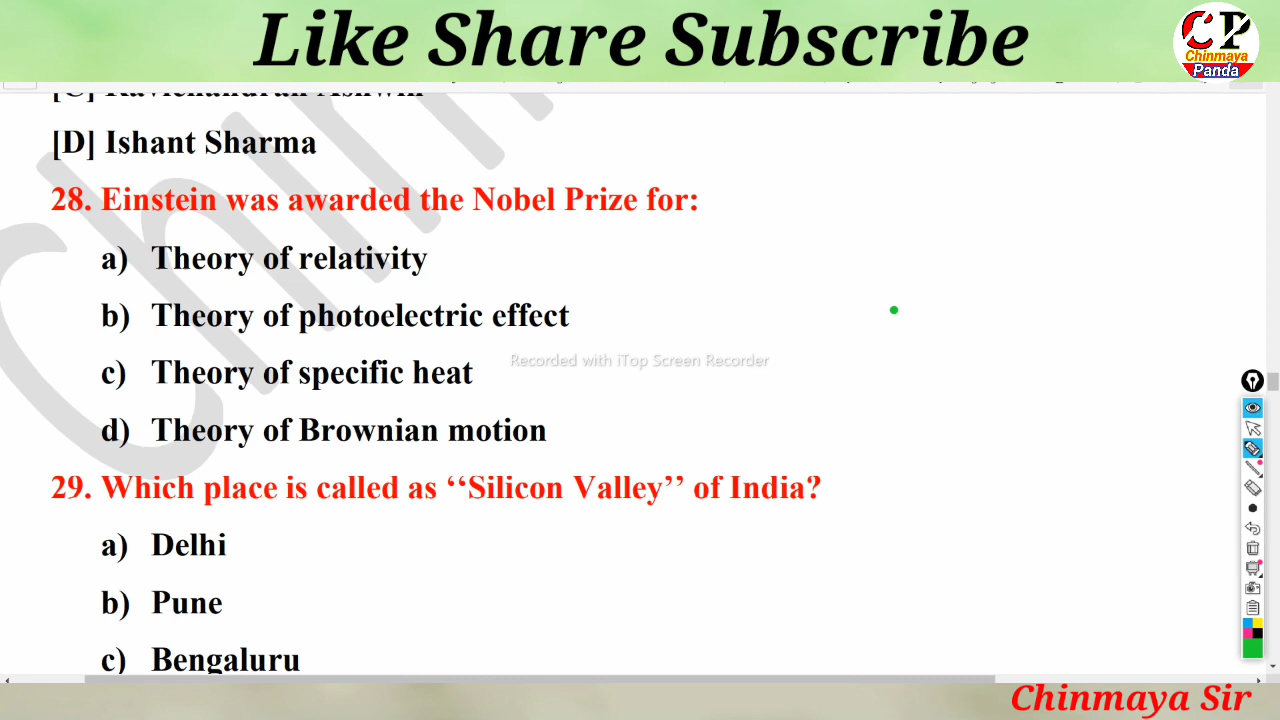 Like Share Subscribe
CP
Chinmaya
Panda
[D] Ishant Sharma
28. Einstein was awarded the Nobel Prize for:
a) Theory of relativity
b) Theory of photoelectric effect
Recorded with iTop Screen Recorder
c) Theory of specific heat
d) Theory of Brownian motion
29. Which place is called as ‘‘Silicon Valley’’ of India?
a) Delhi
b) Pune
c) Bengaluru
Chinmaya Sir